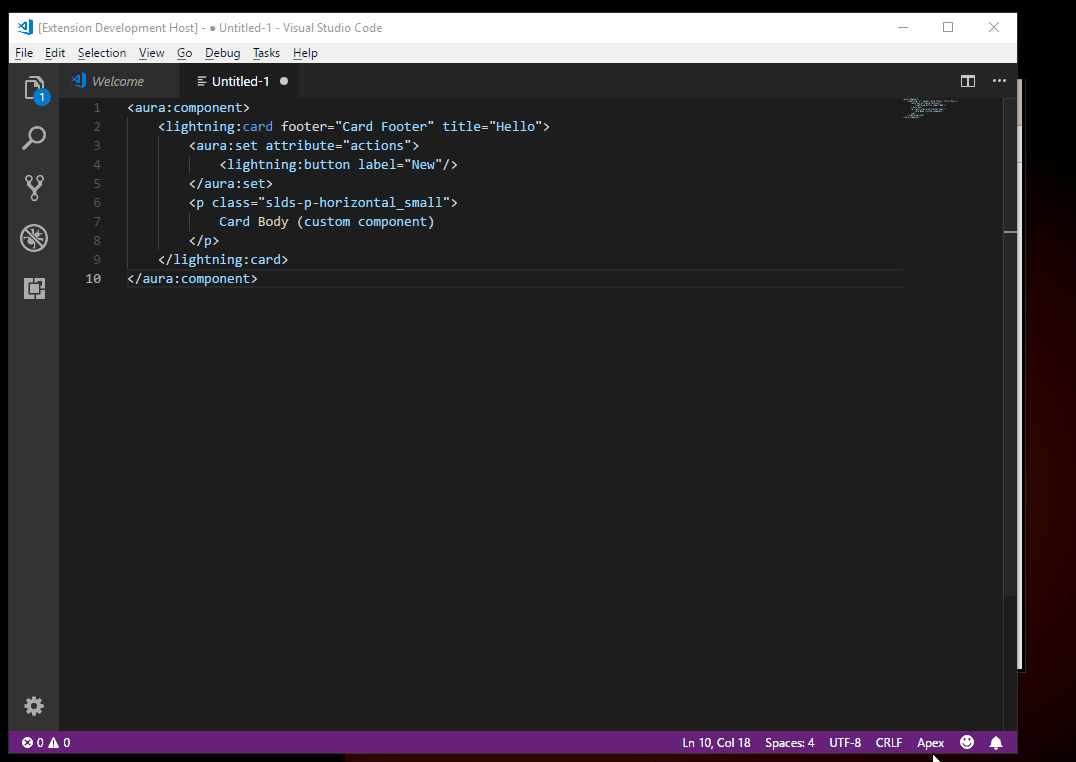 [Extension Development Host] - ● Untitled-1 - Visual Studio Code
File Edit Selection View Go Debug Tasks Help
1 Welcome Untitled-1 ●
1 <aura:component>
2 <lightning:card footer="Card Footer" title="Hello">
3 <aura:set attribute="actions">
4 <lightning:button label="New"/>
5 </aura:set>
6 <p class="slds-p-horizontal_small">
7 Card Body (custom component)
8 </p>
9 </lightning:card>
10 </aura:component>
0 0 Ln 10, Col 18 Spaces: 4 UTF-8 CRLF Apex